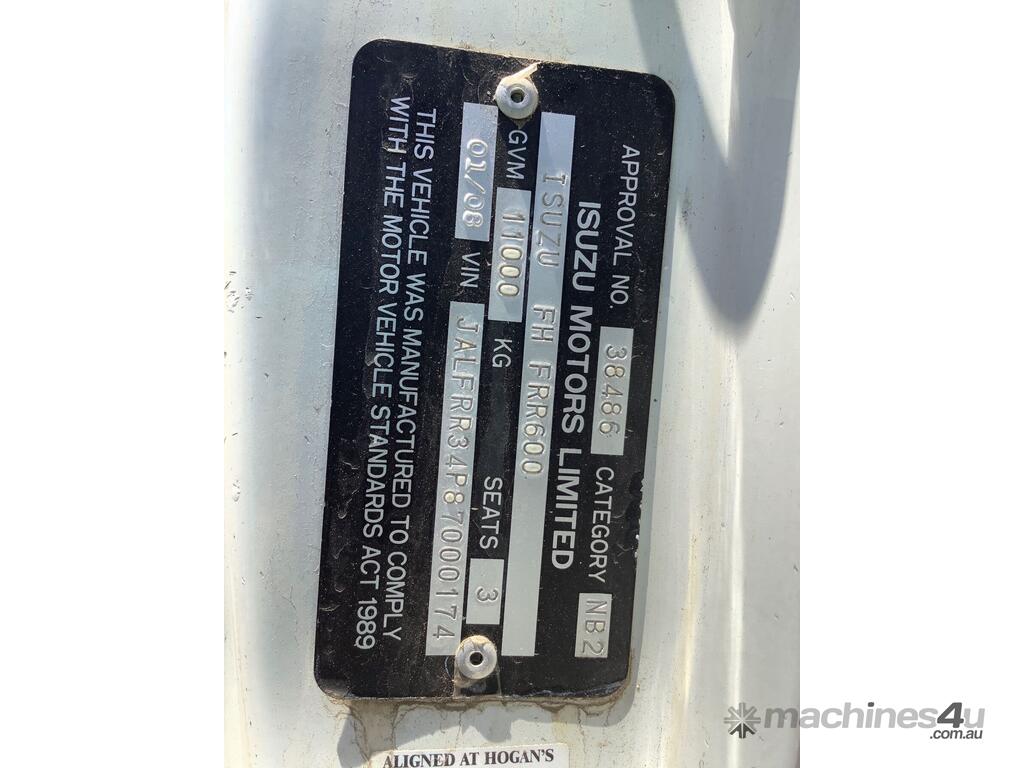 APPROVAL NO. 38486 CATEGORY NB2
ISUZU MOTORS LIMITED
ISUZU FH FRR600
GVM 11000 KG SEATS 3
01/08 VIN JALFRR34P87000174
THIS VEHICLE WAS MANUFACTURED TO COMPLY
WITH THE MOTOR VEHICLE STANDARDS ACT 1989
ALIGNED AT HOGAN'S
machines4u
.com.au